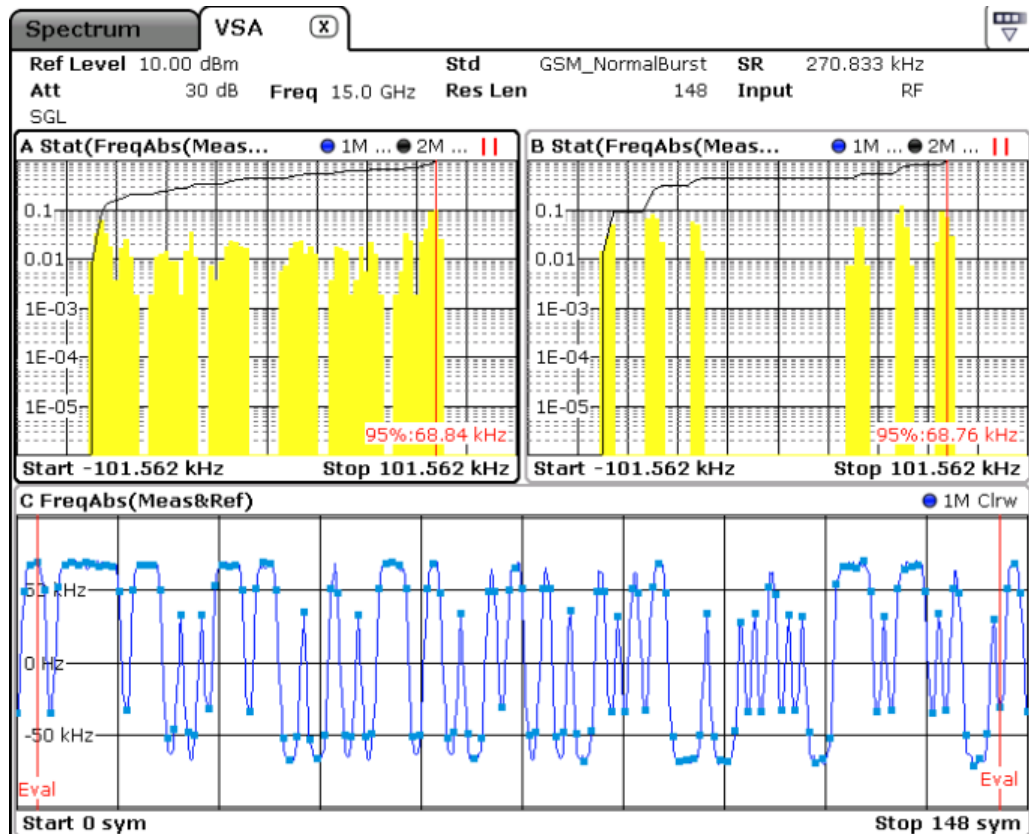 Spectrum VSA X
Ref Level 10.00 dBm Std GSM_NormalBurst SR 270.833 kHz
Att 30 dB Freq 15.0 GHz Res Len 148 Input RF
SGL
A Stat(FreqAbs(Meas... 1M ... 2M ...
0.1
0.01
1E-03
1E-04
1E-05
95%:68.84 kHz
Start -101.562 kHz Stop 101.562 kHz
B Stat(FreqAbs(Meas... 1M ... 2M ...
0.1
0.01
1E-03
1E-04
1E-05
95%:68.76 kHz
Start -101.562 kHz Stop 101.562 kHz
C FreqAbs(Meas&Ref) 1M Clrw
50 kHz
0 Hz
-50 kHz
Eval Eval
Start 0 sym Stop 148 sym